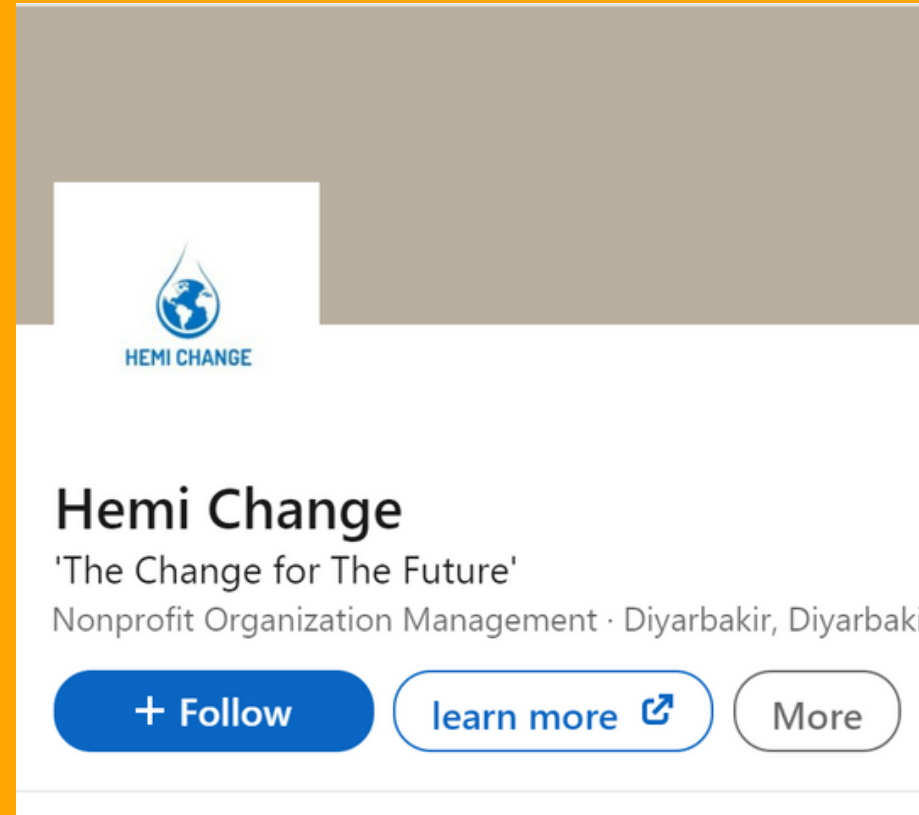 HEMI CHANGE
Hemi Change
'The Change for The Future'
Nonprofit Organization Management · Diyarbakir, Diyarbaki
+ Follow
learn more
More